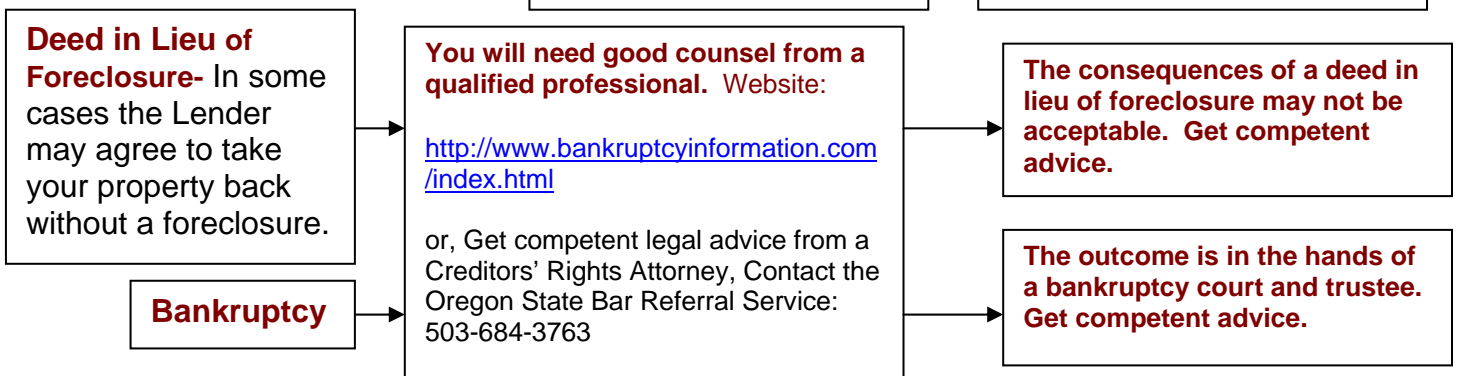 Deed in Lieu of
Foreclosure- In some
cases the Lender
may agree to take
your property back
without a foreclosure.
Bankruptcy
You will need good counsel from a
qualified professional. Website:
http://www.bankruptcyinformation.com
/index.html
or, Get competent legal advice from a
Creditors’ Rights Attorney, Contact the
Oregon State Bar Referral Service:
503-684-3763
The consequences of a deed in
lieu of foreclosure may not be
acceptable. Get competent
advice.
The outcome is in the hands of
a bankruptcy court and trustee.
Get competent advice.